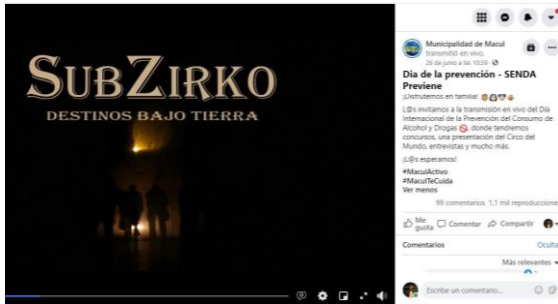 SUBZIRKO
DESTINOS BAJO TIERRA
Municipalidad de Macul
transmitió en vivo.
26 de junio a las 10:38 ·
Dia de la prevención - SENDA
Previene
¡Disfrutemos en familia!
L@s invitamos a la transmisión en vivo del Día
Internacional de la Prevención del Consumo de
Alcohol y Drogas , donde tendremos
concursos, una presentación del Circo del
Mundo, entrevistas y mucho más.
¡L@s esperamos!
#MaculActivo
#MaculTeCuida
Ver menos
99 comentarios 1,1 mil reproducciones
Me gusta Comentar Compartir
Comentarios Oculta
Más relevantes
Escribe un comentario...